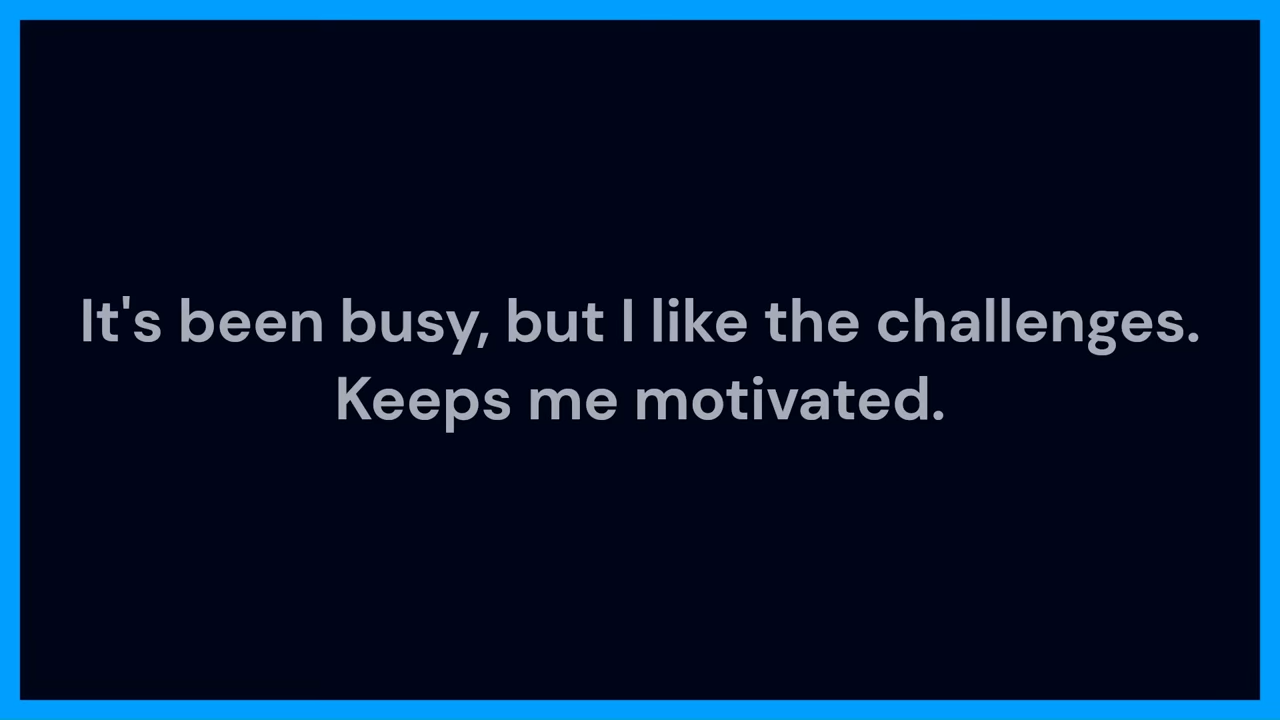 It's been busy, but I like the challenges.
Keeps me motivated.